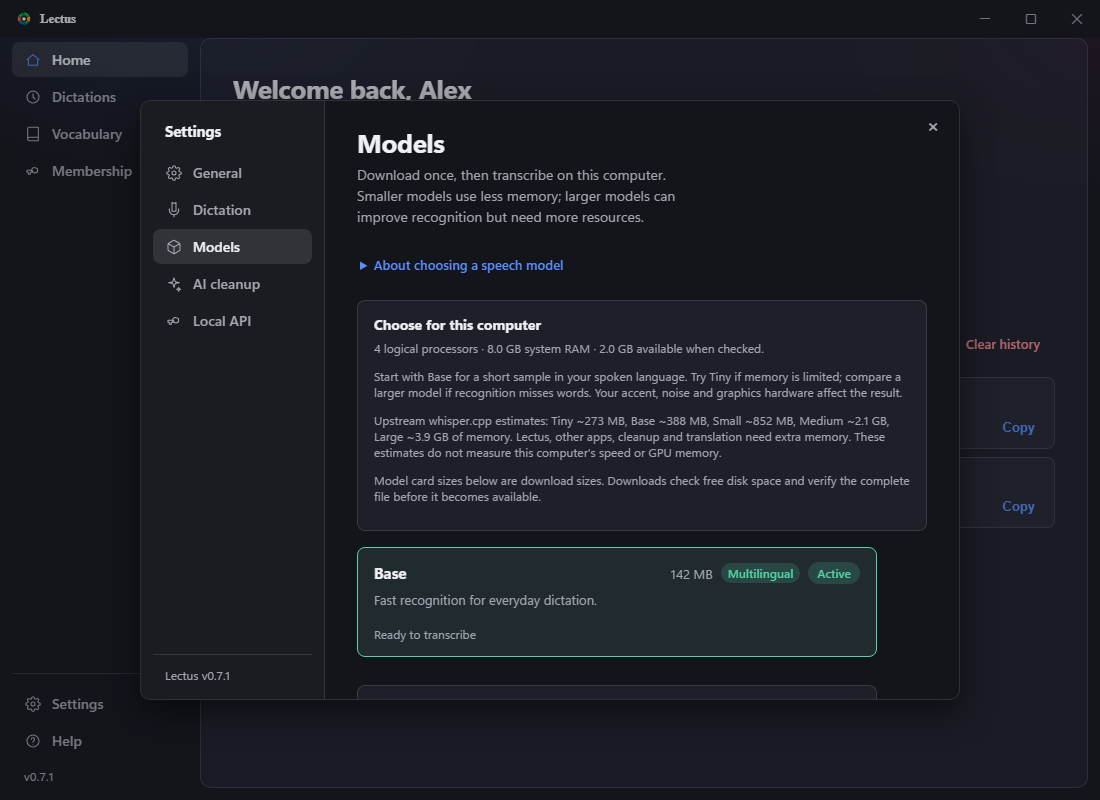 Lectus
Home
Dictations
Vocabulary
Membership
Settings
Help
v0.7.1
Welcome back, Alex
Clear history
Copy
Copy
Settings
General
Dictation
Models
AI cleanup
Local API
Lectus v0.7.1
Models
Download once, then transcribe on this computer.
Smaller models use less memory; larger models can
improve recognition but need more resources.
About choosing a speech model
Choose for this computer
4 logical processors · 8.0 GB system RAM · 2.0 GB available when checked.
Start with Base for a short sample in your spoken language. Try Tiny if memory is limited; compare a
larger model if recognition misses words. Your accent, noise and graphics hardware affect the result.
Upstream whisper.cpp estimates: Tiny ~273 MB, Base ~388 MB, Small ~852 MB, Medium ~2.1 GB,
Large ~3.9 GB of memory. Lectus, other apps, cleanup and translation need extra memory. These
estimates do not measure this computer's speed or GPU memory.
Model card sizes below are download sizes. Downloads check free disk space and verify the complete
file before it becomes available.
Base 142 MB Multilingual Active
Fast recognition for everyday dictation.
Ready to transcribe